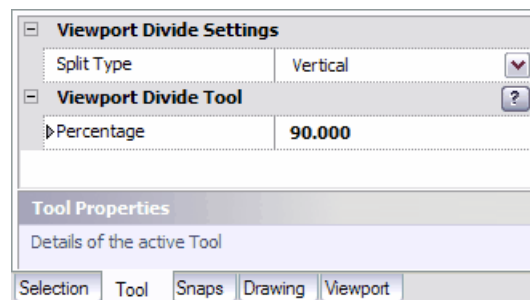 Viewport Divide Settings
Split Type Vertical
Viewport Divide Tool ?
Percentage 90.000
Tool Properties
Details of the active Tool
Selection Tool Snaps Drawing Viewport